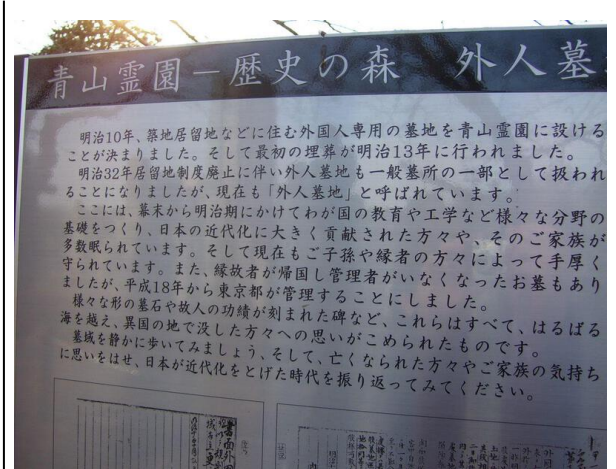 青山霊園－歴史の森　外人墓
明治10年、築地居留地などに住む外国人専用の墓地を青山霊園に設ける
ことが決まりました。そして最初の埋葬が明治13年に行われました。
明治32年居留地制度廃止に伴い外人墓地も一般墓所の一部として扱われ
ることになりましたが、現在も「外人墓地」と呼ばれています。
ここには、幕末から明治期にかけてわが国の教育や工学など様々な分野の
基礎をつくり、日本の近代化に大きく貢献された方々や、そのご家族が
多数眠られています。そして現在もご子孫や縁者の方々によって手厚く
守られています。また、縁故者が帰国し管理者がいなくなったお墓もあり
ましたが、平成18年から東京都が管理することにしました。
様々な形の墓石や故人の功績が刻まれた碑など、これらはすべて、はるばる
海を越え、異国の地で没した方々への思いがこめられたものです。
墓域を静かに歩いてみましょう、そして、亡くなられた方々やご家族の気持ち
に思いをはせ、日本が近代化をとげた時代を振り返ってみてください。